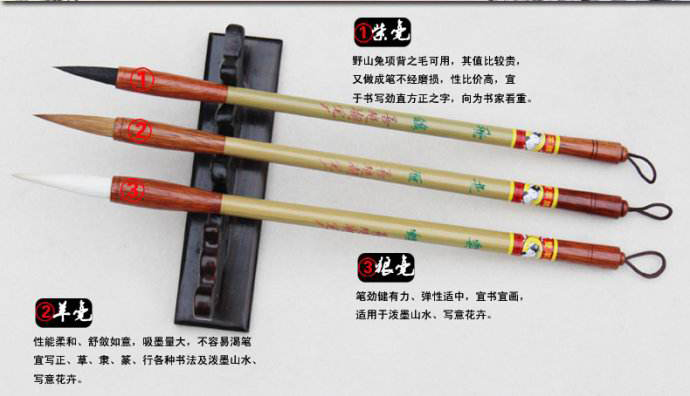 ①紫毫
野山兔项背之毛可用，其值比较贵，
又做成笔不经磨损，性比价高，宜
于书写劲直方正之字，向为书家看重。
①
②
③
③狼毫
笔劲健有力、弹性适中，宜书宜画，
适用于泼墨山水、写意花卉。
②羊毫
性能柔和、舒敛如意，吸墨量大，不容易渴笔
宜写正、草、隶、篆、行各种书法及泼墨山水、
写意花卉。